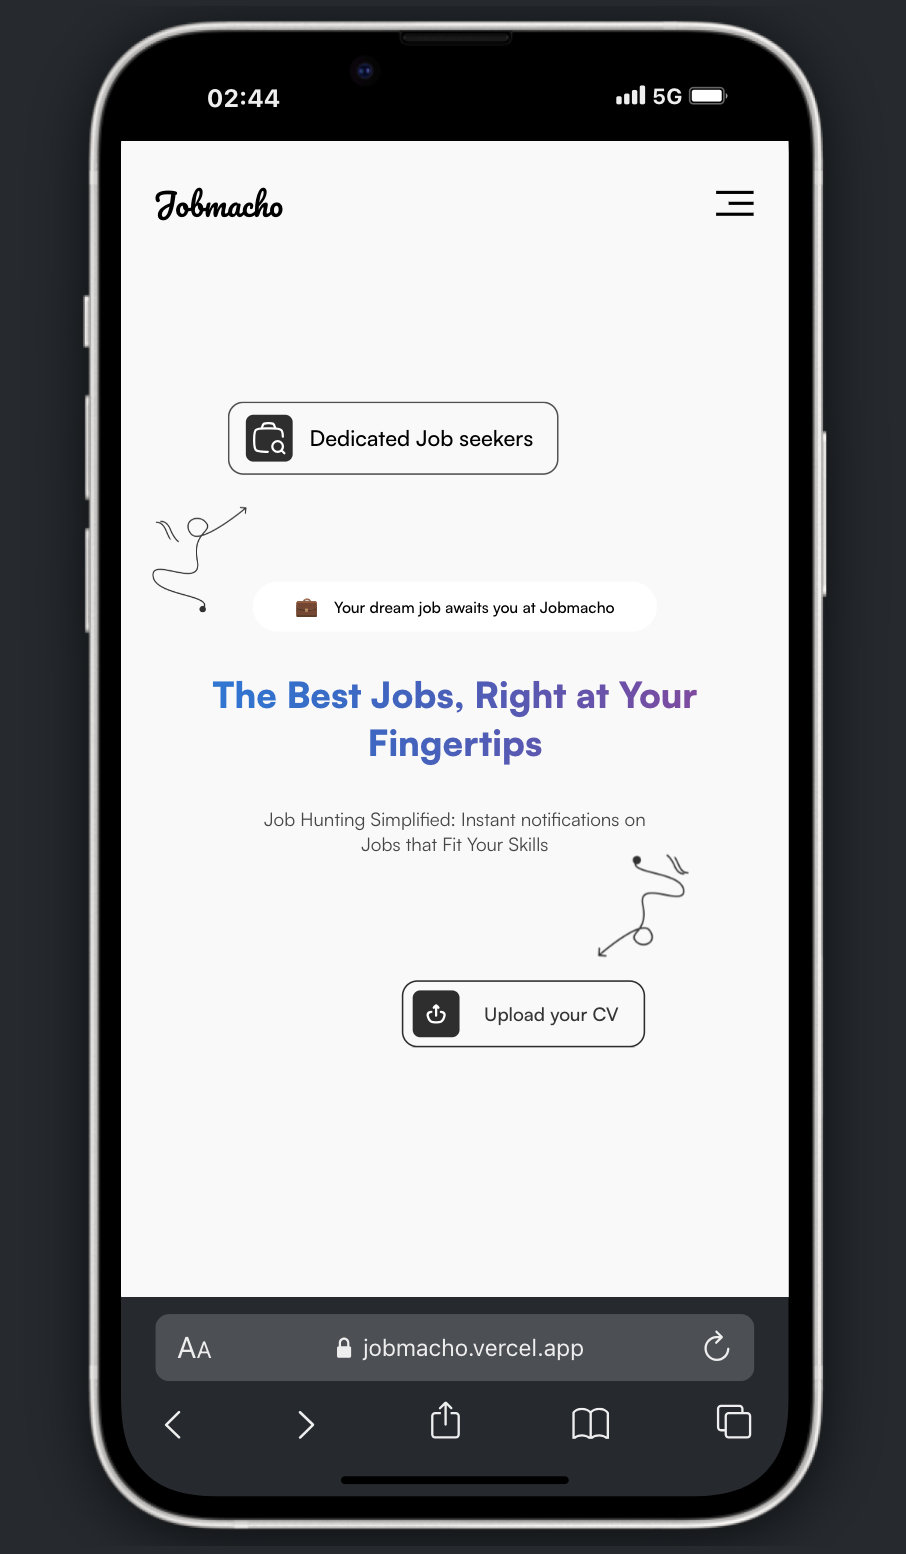 02:44 5G
Jobmacho
Dedicated Job seekers
Your dream job awaits you at Jobmacho
The Best Jobs, Right at Your
Fingertips
Job Hunting Simplified: Instant notifications on
Jobs that Fit Your Skills
Upload your CV
AA jobmacho.vercel.app